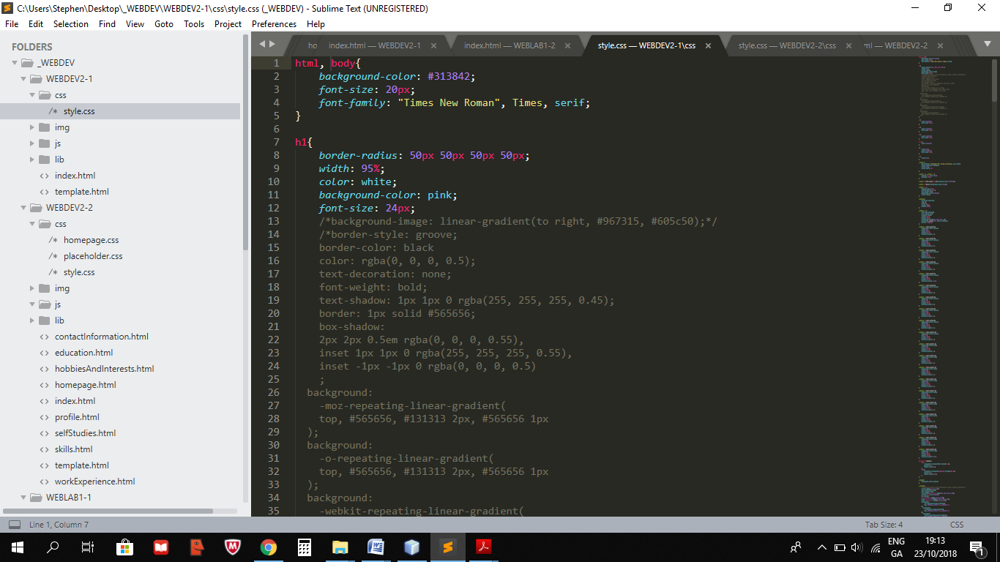 C:\Users\Stephen\Desktop\_WEBDEV\WEBDEV2-1\css\style.css (_WEBDEV) - Sublime Text (UNREGISTERED)
File Edit Selection Find View Goto Tools Project Preferences Help
FOLDERS
_WEBDEV
WEBDEV2-1
css
/* style.css
img
js
lib
<> index.html
<> template.html
WEBDEV2-2
css
/* homepage.css
/* placeholder.css
/* style.css
img
js
lib
<> contactInformation.html
<> education.html
<> hobbiesAndInterests.html
<> homepage.html
<> index.html
<> profile.html
<> selfStudies.html
<> skills.html
<> template.html
<> workExperience.html
WEBLAB1-1
ho index.html — WEBDEV2-1 × index.html — WEBLAB1-2 × style.css — WEBDEV2-1\css × style.css — WEBDEV2-2\css × ml — WEBDEV2-2 ×
1 html, body{
2 background-color: #313842;
3 font-size: 20px;
4 font-family: "Times New Roman", Times, serif;
5 }
6
7 h1{
8 border-radius: 50px 50px 50px 50px;
9 width: 95%;
10 color: white;
11 background-color: pink;
12 font-size: 24px;
13 /*background-image: linear-gradient(to right, #967315, #605c50);*/
14 /*border-style: groove;
15 border-color: black
16 color: rgba(0, 0, 0, 0.5);
17 text-decoration: none;
18 font-weight: bold;
19 text-shadow: 1px 1px 0 rgba(255, 255, 255, 0.45);
20 border: 1px solid #565656;
21 box-shadow:
22 2px 2px 0.5em rgba(0, 0, 0, 0.55),
23 inset 1px 1px 0 rgba(255, 255, 255, 0.55),
24 inset -1px -1px 0 rgba(0, 0, 0, 0.5)
25 ;
26 background:
27 -moz-repeating-linear-gradient(
28 top, #565656, #131313 2px, #565656 1px
29 );
30 background:
31 -o-repeating-linear-gradient(
32 top, #565656, #131313 2px, #565656 1px
33 );
34 background:
35 -webkit-repeating-linear-gradient(
Line 1, Column 7 Tab Size: 4 CSS
ENG
GA
19:13
23/10/2018
1